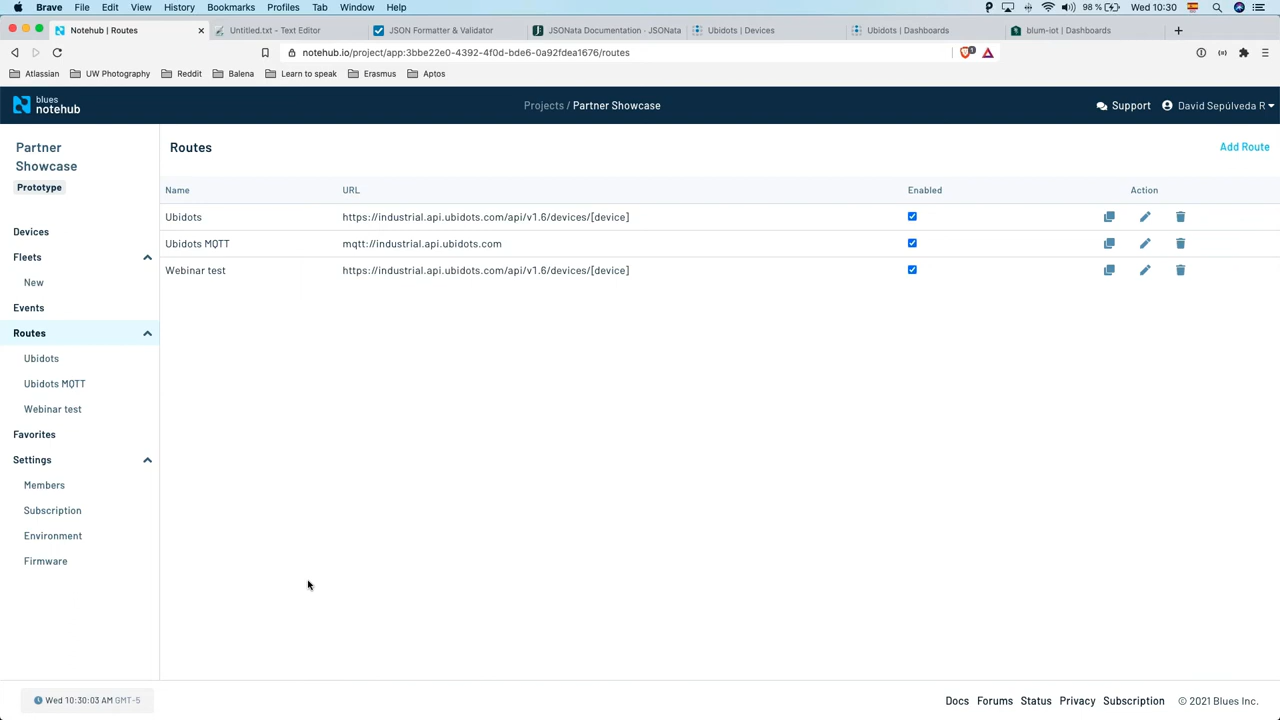 Brave File Edit View History Bookmarks Profiles Tab Window Help 98 % Wed 10:30
Notehub | Routes Untitled.txt - Text Editor JSON Formatter & Validator JSONata Documentation · JSONata Ubidots | Devices Ubidots | Dashboards blum-iot | Dashboards
notehub.io/project/app:3bbe22e0-4392-4f0d-bde6-0a92fdea1676/routes
Atlassian UW Photography Reddit Balena Learn to speak Erasmus Aptos
blues
notehub
Projects / Partner Showcase
Support David Sepúlveda R
Partner
Showcase
Prototype
Devices
Fleets
New
Events
Routes
Ubidots
Ubidots MQTT
Webinar test
Favorites
Settings
Members
Subscription
Environment
Firmware
Routes
Add Route
Name URL Enabled Action
Ubidots https://industrial.api.ubidots.com/api/v1.6/devices/[device]
Ubidots MQTT mqtt://industrial.api.ubidots.com
Webinar test https://industrial.api.ubidots.com/api/v1.6/devices/[device]
Wed 10:30:03 AM GMT-5
Docs Forums Status Privacy Subscription © 2021 Blues Inc.